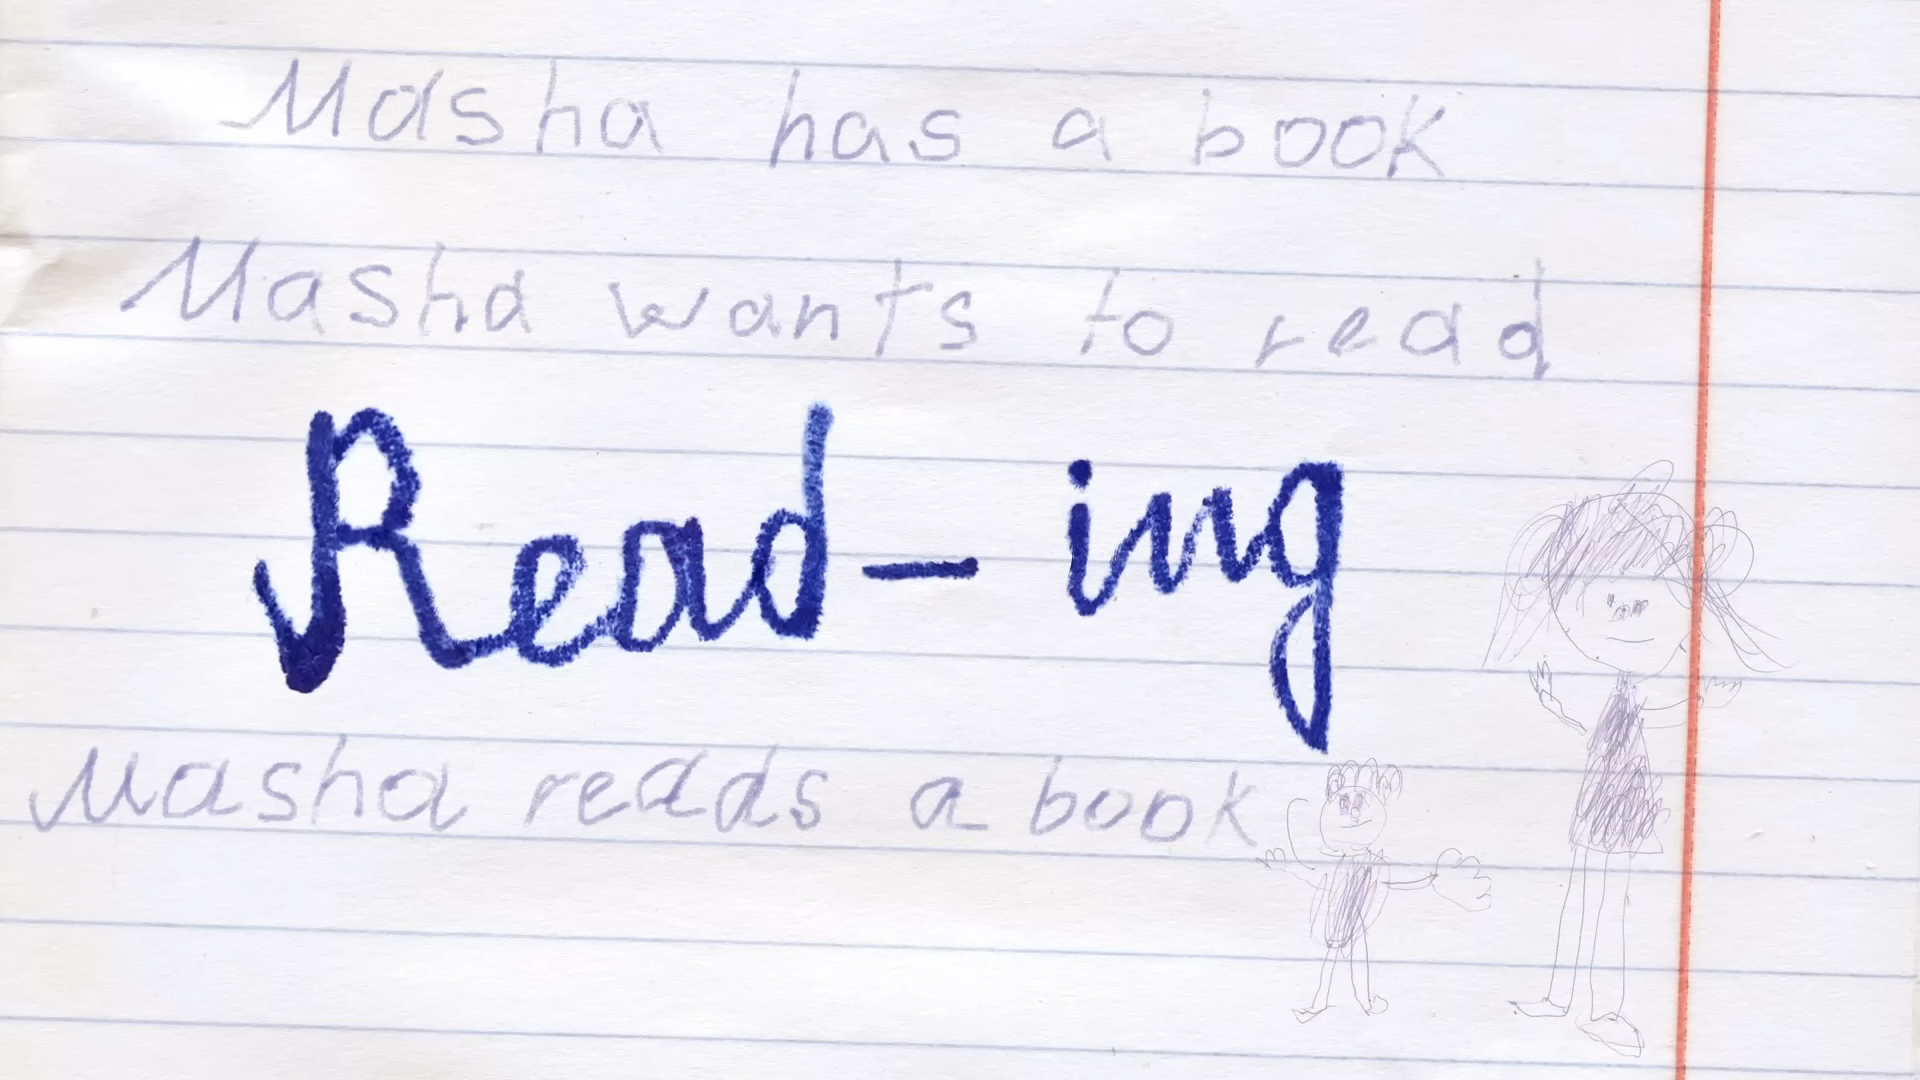 Masha has a book
Masha wants to read
Read - ing
Masha reads a book